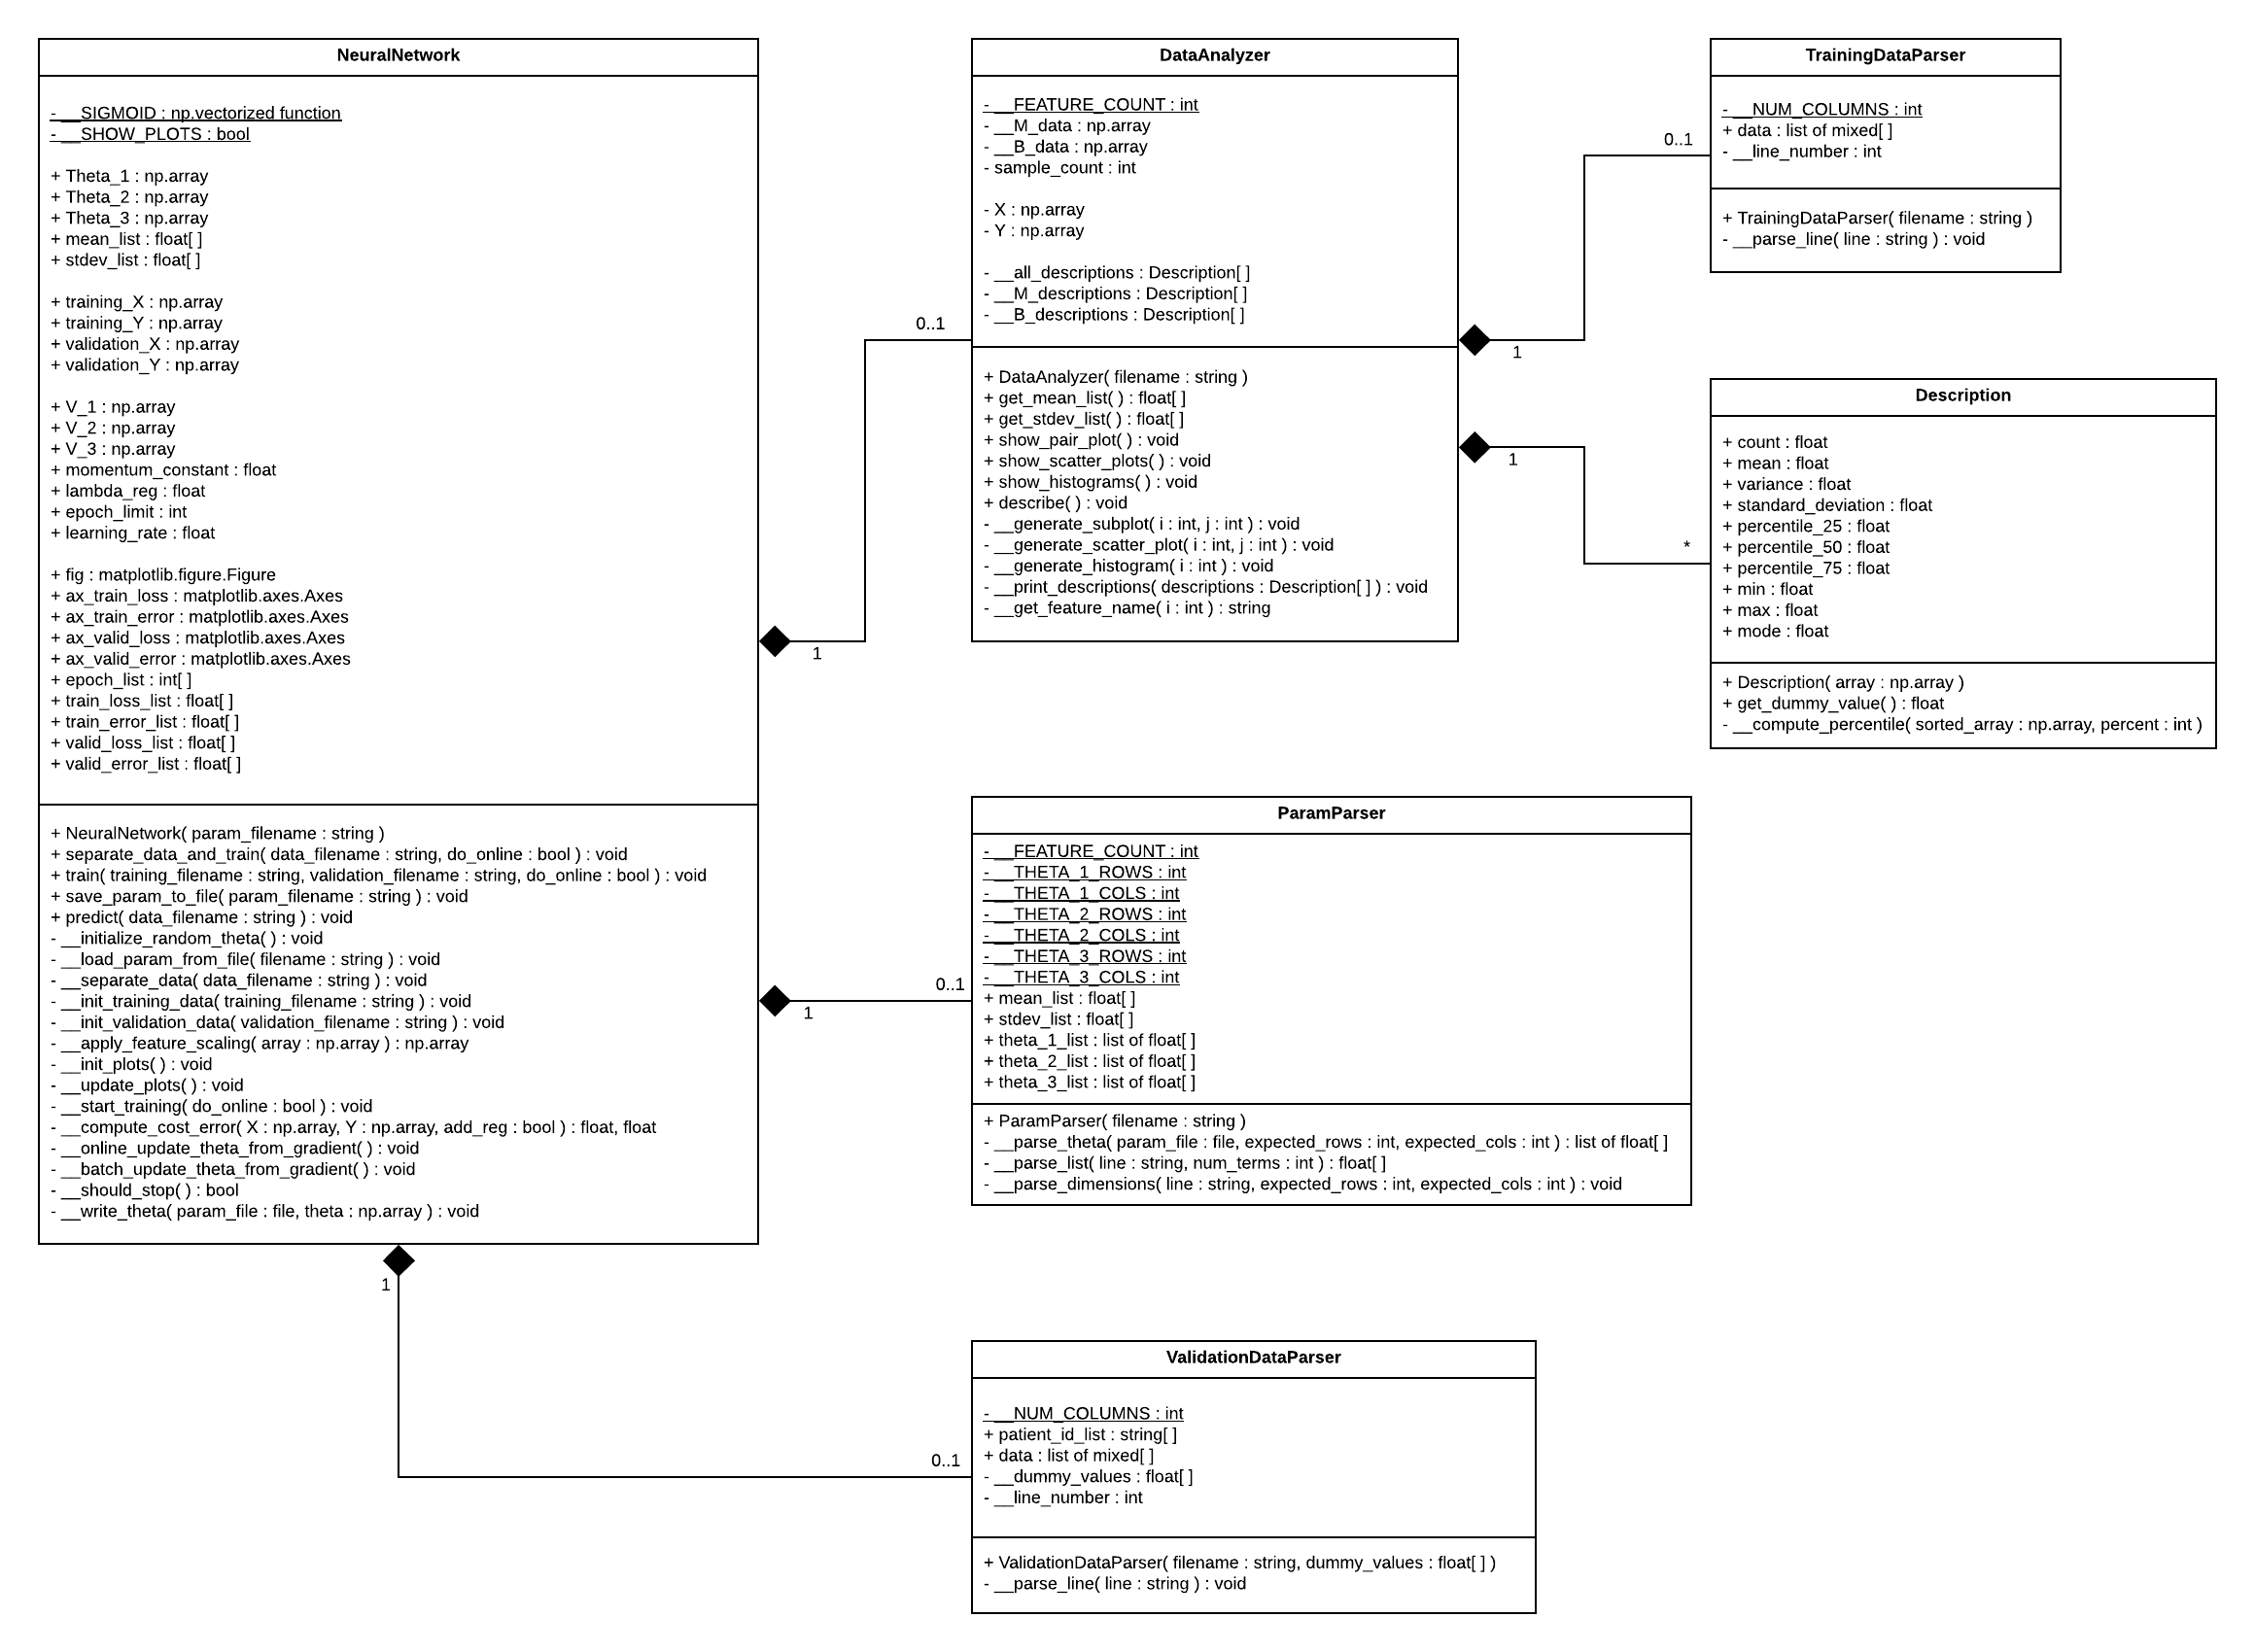 NeuralNetwork
- __SIGMOID : np.vectorized function
- __SHOW_PLOTS : bool
+ Theta_1 : np.array
+ Theta_2 : np.array
+ Theta_3 : np.array
+ mean_list : float[ ]
+ stdev_list : float[ ]
+ training_X : np.array
+ training_Y : np.array
+ validation_X : np.array
+ validation_Y : np.array
+ V_1 : np.array
+ V_2 : np.array
+ V_3 : np.array
+ momentum_constant : float
+ lambda_reg : float
+ epoch_limit : int
+ learning_rate : float
+ fig : matplotlib.figure.Figure
+ ax_train_loss : matplotlib.axes.Axes
+ ax_train_error : matplotlib.axes.Axes
+ ax_valid_loss : matplotlib.axes.Axes
+ ax_valid_error : matplotlib.axes.Axes
+ epoch_list : int[ ]
+ train_loss_list : float[ ]
+ train_error_list : float[ ]
+ valid_loss_list : float[ ]
+ valid_error_list : float[ ]
+ NeuralNetwork( param_filename : string )
+ separate_data_and_train( data_filename : string, do_online : bool ) : void
+ train( training_filename : string, validation_filename : string, do_online : bool ) : void
+ save_param_to_file( param_filename : string ) : void
+ predict( data_filename : string ) : void
- __initialize_random_theta( ) : void
- __load_param_from_file( filename : string ) : void
- __separate_data( data_filename : string ) : void
- __init_training_data( training_filename : string ) : void
- __init_validation_data( validation_filename : string ) : void
- __apply_feature_scaling( array : np.array ) : np.array
- __init_plots( ) : void
- __update_plots( ) : void
- __start_training( do_online : bool ) : void
- __compute_cost_error( X : np.array, Y : np.array, add_reg : bool ) : float, float
- __online_update_theta_from_gradient( ) : void
- __batch_update_theta_from_gradient( ) : void
- __should_stop( ) : bool
- __write_theta( param_file : file, theta : np.array ) : void
1
0..1
1
0..1
1
0..1
DataAnalyzer
- __FEATURE_COUNT : int
- __M_data : np.array
- __B_data : np.array
- sample_count : int
- X : np.array
- Y : np.array
- __all_descriptions : Description[ ]
- __M_descriptions : Description[ ]
- __B_descriptions : Description[ ]
+ DataAnalyzer( filename : string )
+ get_mean_list( ) : float[ ]
+ get_stdev_list( ) : float[ ]
+ show_pair_plot( ) : void
+ show_scatter_plots( ) : void
+ show_histograms( ) : void
+ describe( ) : void
- __generate_subplot( i : int, j : int ) : void
- __generate_scatter_plot( i : int, j : int ) : void
- __generate_histogram( i : int ) : void
- __print_descriptions( descriptions : Description[ ] ) : void
- __get_feature_name( i : int ) : string
1
0..1
1
*
TrainingDataParser
- __NUM_COLUMNS : int
+ data : list of mixed[ ]
- __line_number : int
+ TrainingDataParser( filename : string )
- __parse_line( line : string ) : void
Description
+ count : float
+ mean : float
+ variance : float
+ standard_deviation : float
+ percentile_25 : float
+ percentile_50 : float
+ percentile_75 : float
+ min : float
+ max : float
+ mode : float
+ Description( array : np.array )
+ get_dummy_value( ) : float
- __compute_percentile( sorted_array : np.array, percent : int )
ParamParser
- __FEATURE_COUNT : int
- __THETA_1_ROWS : int
- __THETA_1_COLS : int
- __THETA_2_ROWS : int
- __THETA_2_COLS : int
- __THETA_3_ROWS : int
- __THETA_3_COLS : int
+ mean_list : float[ ]
+ stdev_list : float[ ]
+ theta_1_list : list of float[ ]
+ theta_2_list : list of float[ ]
+ theta_3_list : list of float[ ]
+ ParamParser( filename : string )
- __parse_theta( param_file : file, expected_rows : int, expected_cols : int ) : list of float[ ]
- __parse_list( line : string, num_terms : int ) : float[ ]
- __parse_dimensions( line : string, expected_rows : int, expected_cols : int ) : void
ValidationDataParser
- __NUM_COLUMNS : int
+ patient_id_list : string[ ]
+ data : list of mixed[ ]
- __dummy_values : float[ ]
- __line_number : int
+ ValidationDataParser( filename : string, dummy_values : float[ ] )
- __parse_line( line : string ) : void